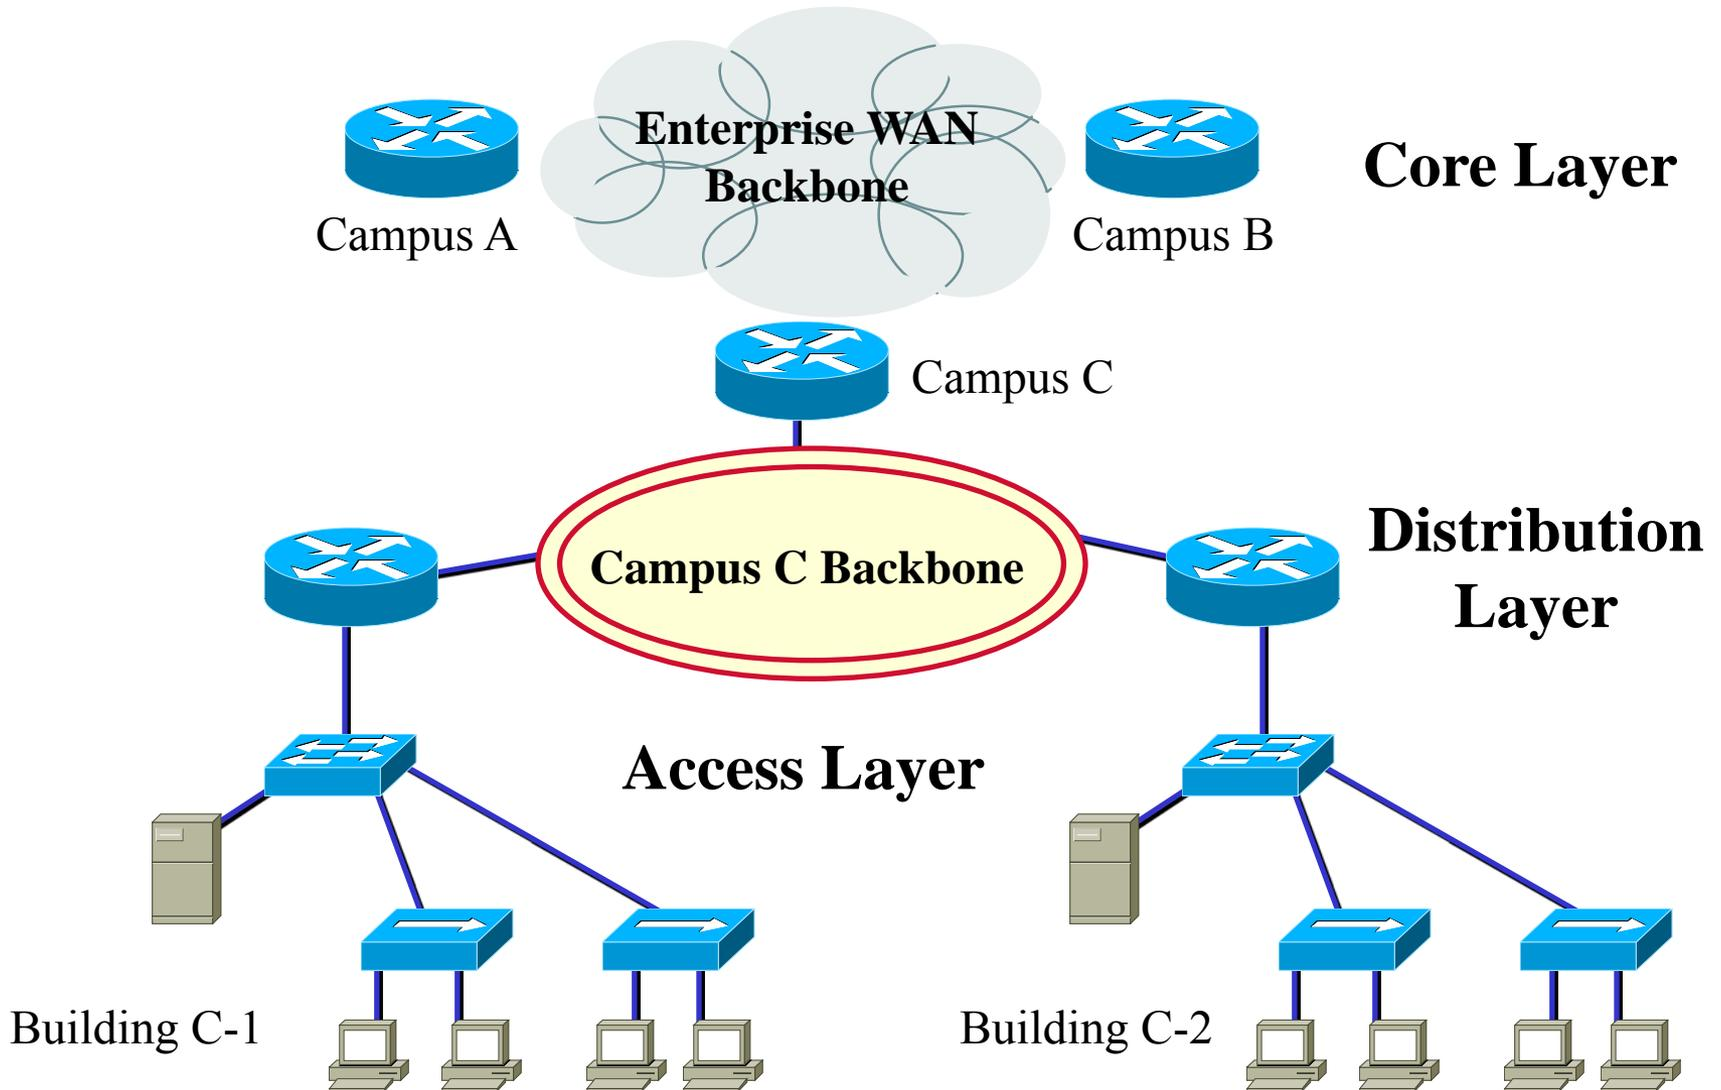 Enterprise WAN
Backbone
Core Layer
Campus A
Campus B
Campus C
Distribution
Layer
Campus C Backbone
Access Layer
Building C-1
Building C-2